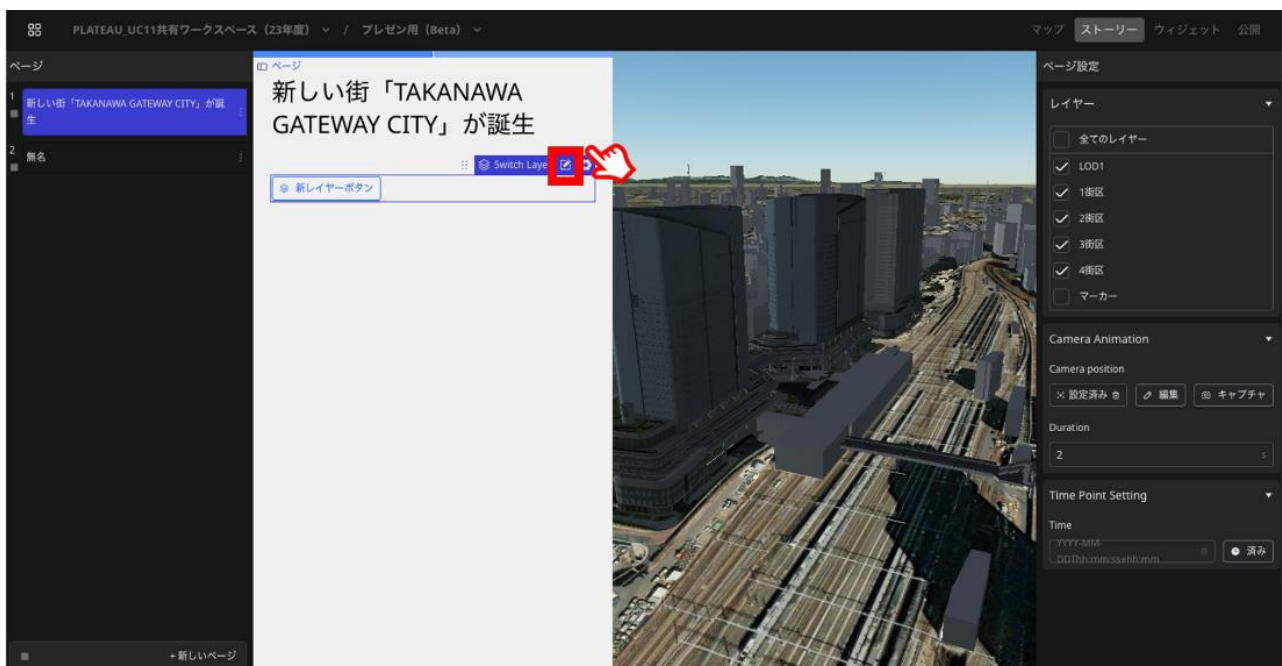 PLATEAU_UC11共有ワークスペース（23年度） / プレゼン用（Beta）
マップ ストーリー ウィジェット 公開
ページ
1 新しい街「TAKANAWA GATEWAY CITY」が誕
生
2 無名
+新しいページ
ページ
新しい街「TAKANAWA
GATEWAY CITY」が誕生
Switch Laye
新レイヤーボタン
ページ設定
レイヤー
全てのレイヤー
LOD1
1街区
2街区
3街区
4街区
マーカー
Camera Animation
Camera position
設定済み 編集 キャプチャ
Duration
2 s
Time Point Setting
Time
YYYY-MM-
DDThh:mm:ss±hh:mm
済み